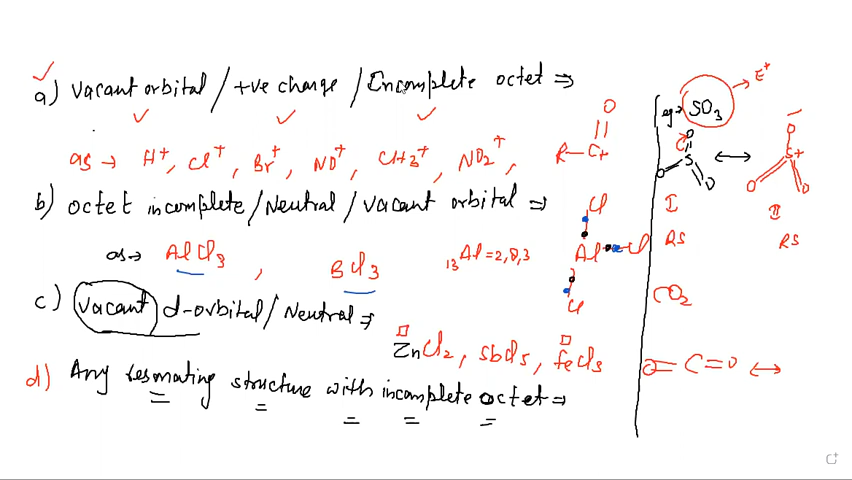 a) vacant orbital / +ve charge / Incomplete octet ⇒
as → H⁺, Cl⁺, Br⁺, NO⁺, CH3⁺, NO2⁺,
O
R—C+
b) octet incomplete / Neutral / vacant orbital ⇒
as → AlCl3, BCl3
13Al = 2,8,3
Cl
Al Cl
Cl
c) vacant d-orbital / Neutral ⇒
ZnCl2, SbCl5, FeCl3
d) Any resonating structure with incomplete octet ⇒
eg → SO3 → E⁺
O
S
O O
I
RS
↔
O⁻
S+
O O
II
RS
CO2
O=C=O ↔